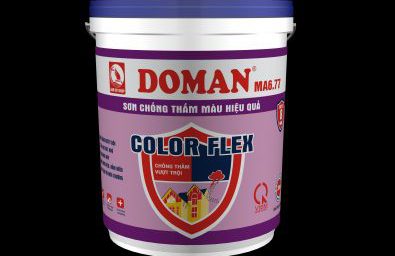 DOMAN®
MA6.77
SƠN CHỐNG THẤM MÀU HIỆU QUẢ
COLOR FLEX
CHỐNG THẤM
VƯỢT TRỘI